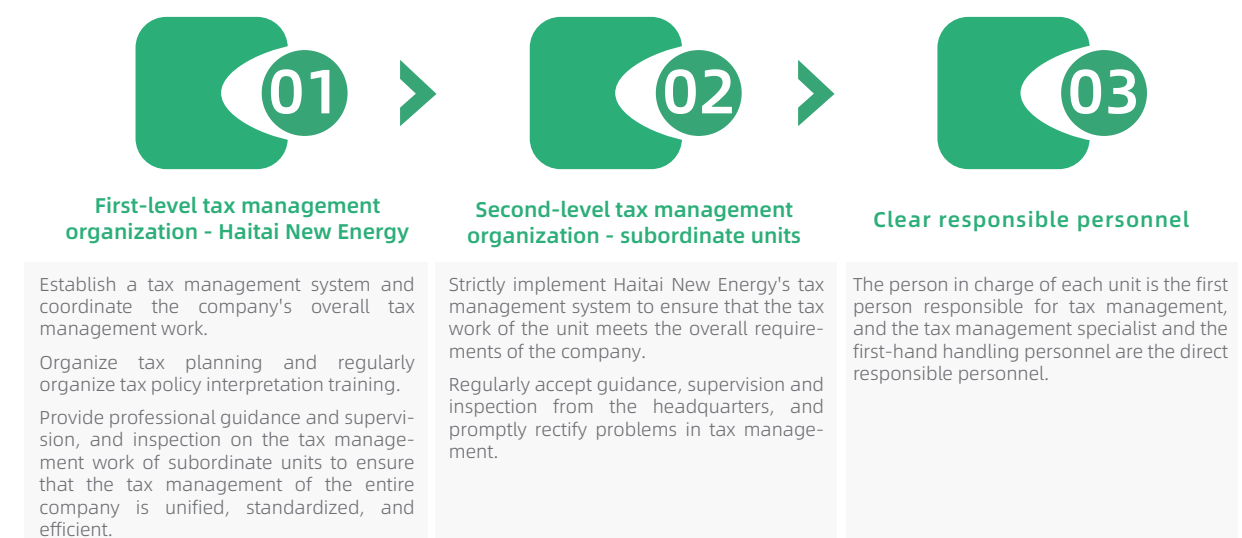 01
02
03
First-level tax management
organization - Haitai New Energy
Establish a tax management system and
coordinate the company's overall tax
management work.
Organize tax planning and regularly
organize tax policy interpretation training.
Provide professional guidance and supervi-
sion, and inspection on the tax manage-
ment work of subordinate units to ensure
that the tax management of the entire
company is unified, standardized, and
efficient.
Second-level tax management
organization - subordinate units
Strictly implement Haitai New Energy's tax
management system to ensure that the tax
work of the unit meets the overall require-
ments of the company.
Regularly accept guidance, supervision and
inspection from the headquarters, and
promptly rectify problems in tax manage-
ment.
Clear responsible personnel
The person in charge of each unit is the first
person responsible for tax management,
and the tax management specialist and the
first-hand handling personnel are the direct
responsible personnel.